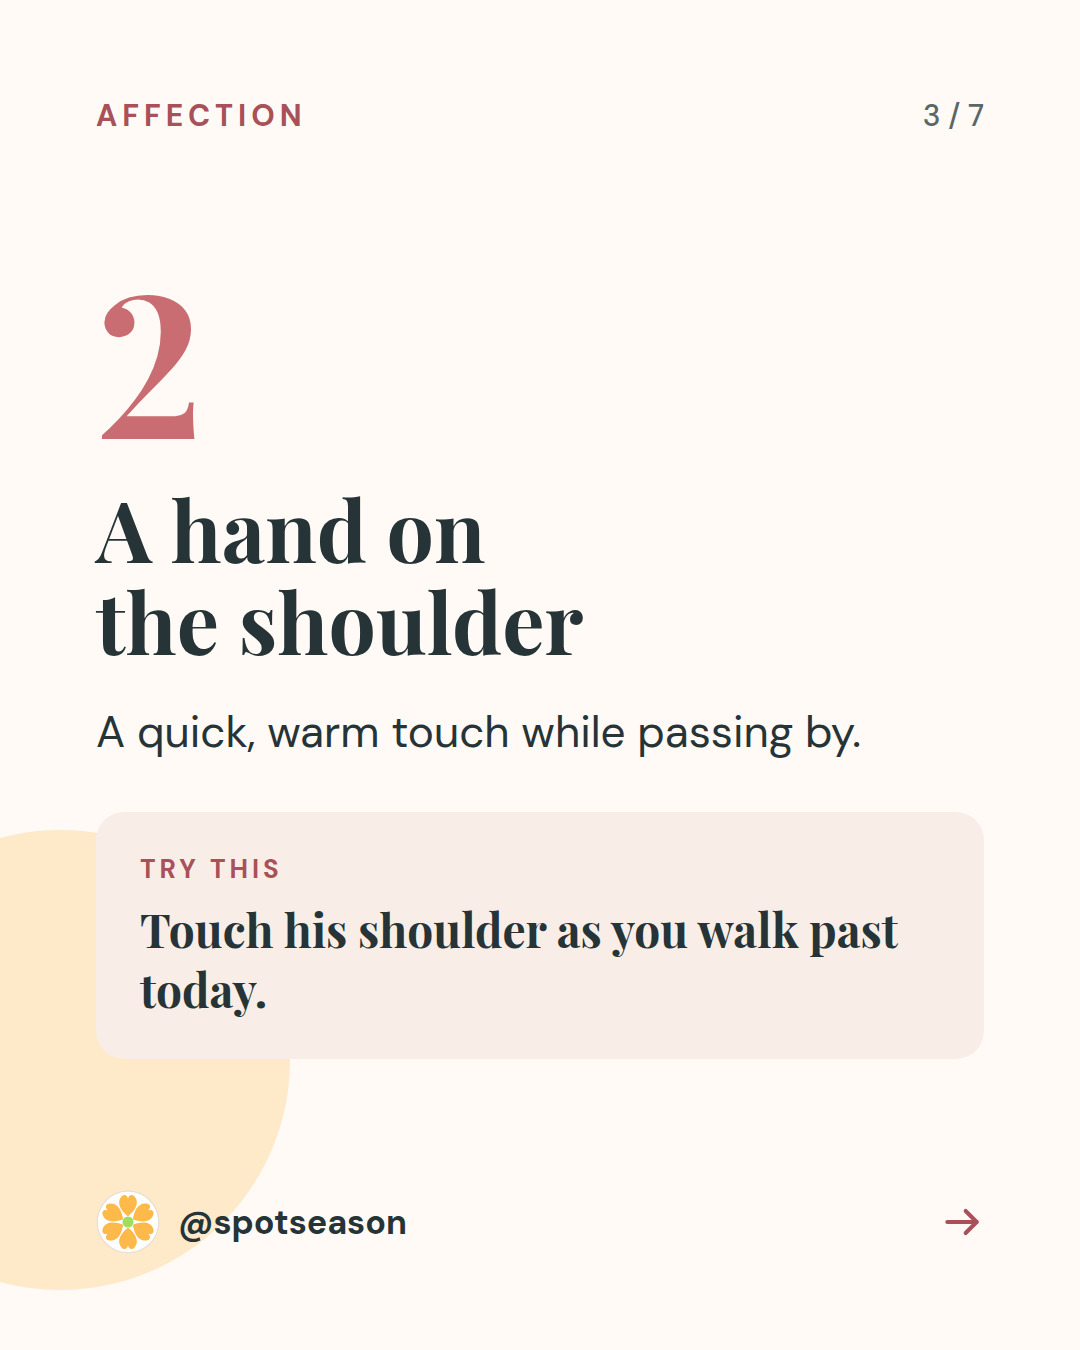 AFFECTION
3 / 7
2
A hand on
the shoulder
A quick, warm touch while passing by.
TRY THIS
Touch his shoulder as you walk past
today.
@spotseason